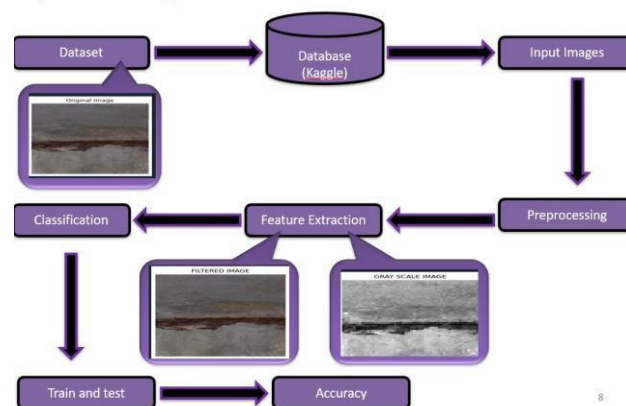 Dataset
Database
(Kaggle)
Input Images
Original Image
Classification
Feature Extraction
Preprocessing
FILTERED IMAGE
GRAY SCALE IMAGE
Train and test
Accuracy
8